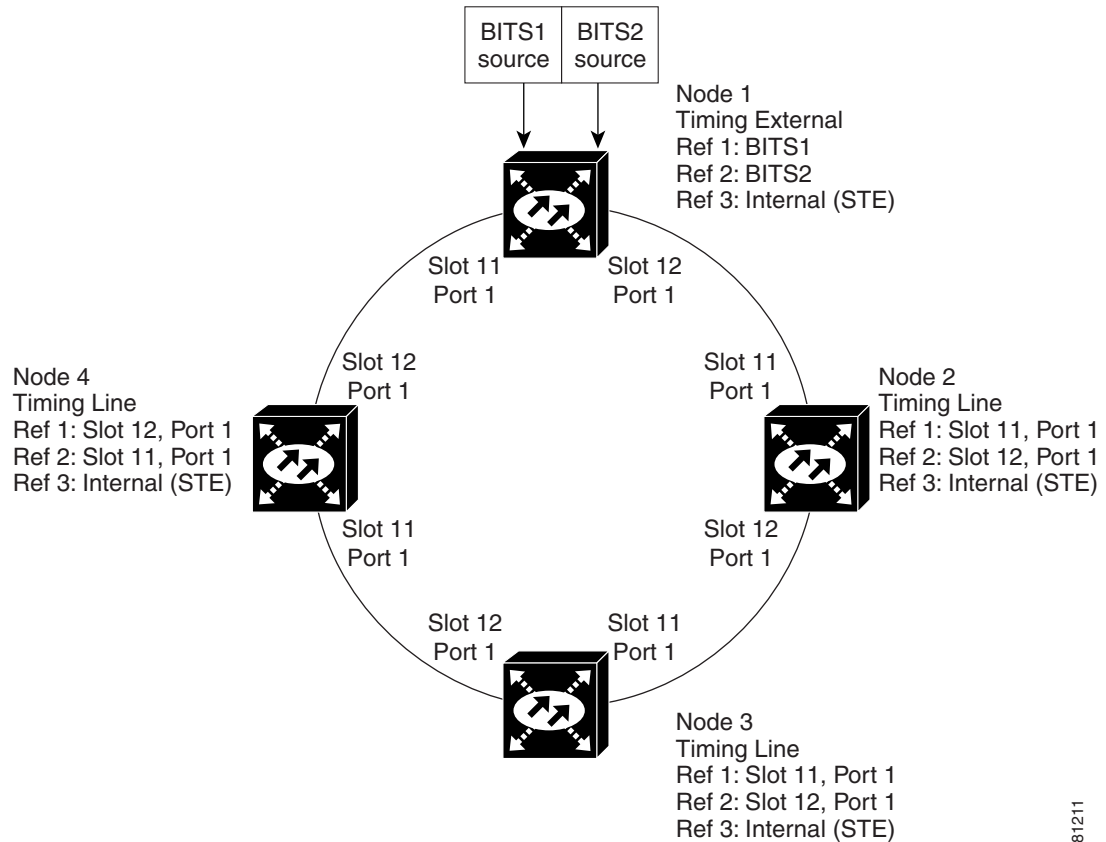 BITS1 source
BITS2 source
Node 1
Timing External
Ref 1: BITS1
Ref 2: BITS2
Ref 3: Internal (STE)
Slot 11
Port 1
Slot 12
Port 1
Slot 12
Port 1
Slot 11
Port 1
Node 4
Timing Line
Ref 1: Slot 12, Port 1
Ref 2: Slot 11, Port 1
Ref 3: Internal (STE)
Node 2
Timing Line
Ref 1: Slot 11, Port 1
Ref 2: Slot 12, Port 1
Ref 3: Internal (STE)
Slot 11
Port 1
Slot 12
Port 1
Slot 12
Port 1
Slot 11
Port 1
Node 3
Timing Line
Ref 1: Slot 11, Port 1
Ref 2: Slot 12, Port 1
Ref 3: Internal (STE)
81211